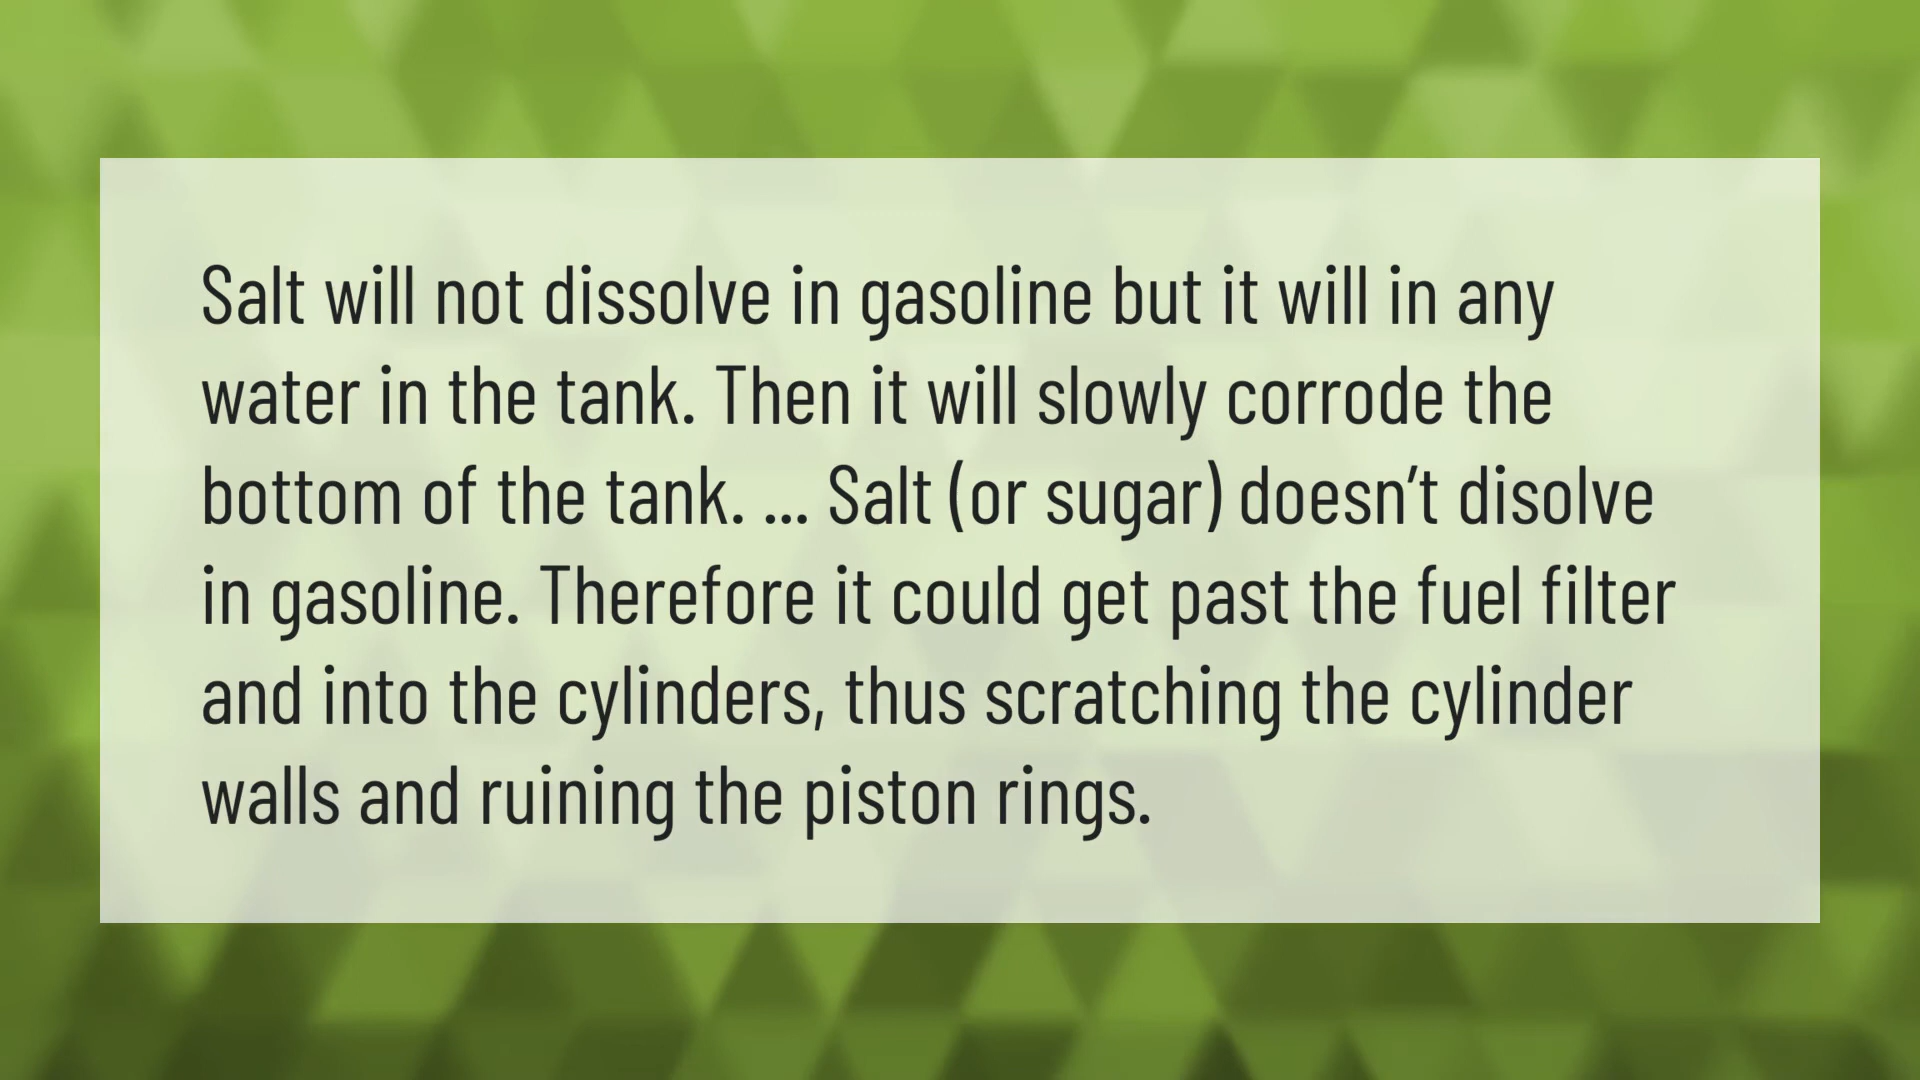 Salt will not dissolve in gasoline but it will in any
water in the tank. Then it will slowly corrode the
bottom of the tank. ... Salt (or sugar) doesn’t disolve
in gasoline. Therefore it could get past the fuel filter
and into the cylinders, thus scratching the cylinder
walls and ruining the piston rings.